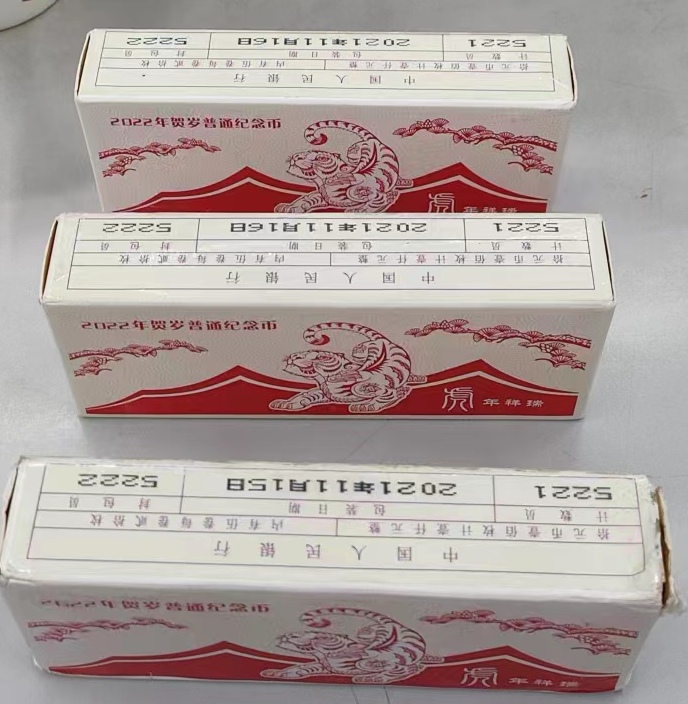 中国人民银行
拾元币壹佰枚计壹仟元整 内有伍卷每卷贰拾枚
计数员 包装日期 封包员
5221 2021年11月16日 5222
2022年贺岁普通纪念币
虎年祥瑞
中国人民银行
拾元币壹佰枚计壹仟元整 内有伍卷每卷贰拾枚
计数员 包装日期 封包员
5221 2021年11月16日 5222
2022年贺岁普通纪念币
虎年祥瑞
中国人民银行
拾元币壹佰枚计壹仟元整 内有伍卷每卷贰拾枚
计数员 包装日期 封包员
5221 2021年11月15日 5222
2022年贺岁普通纪念币
虎年祥瑞